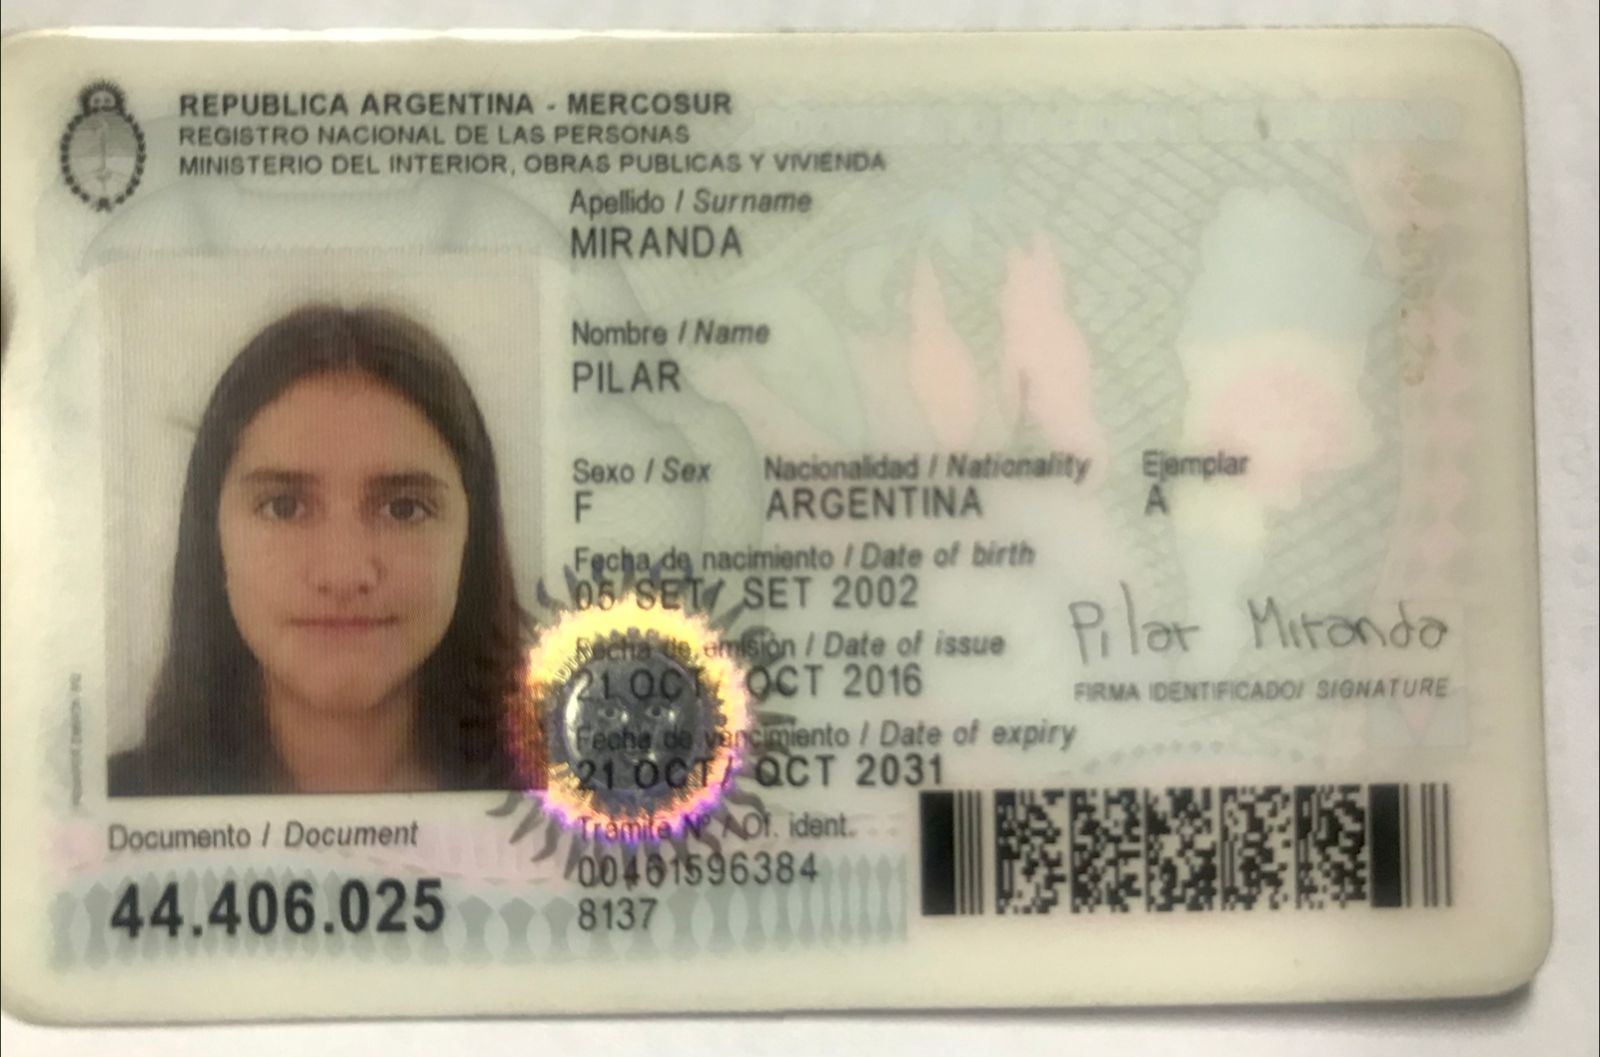 REPUBLICA ARGENTINA - MERCOSUR
REGISTRO NACIONAL DE LAS PERSONAS
MINISTERIO DEL INTERIOR, OBRAS PUBLICAS Y VIVIENDA
Apellido / Surname
MIRANDA
Nombre / Name
PILAR
Sexo / Sex Nacionalidad / Nationality Ejemplar
F ARGENTINA A
Fecha de nacimiento / Date of birth
05 SET/ SET 2002
Fecha de emisión / Date of issue
21 OCT/ OCT 2016
Fecha de vencimiento / Date of expiry
21 OCT/ OCT 2031
Pilar Miranda
FIRMA IDENTIFICADO/ SIGNATURE
Tramite Nº / Of. ident.
00461596384
8137
Documento / Document
44.406.025